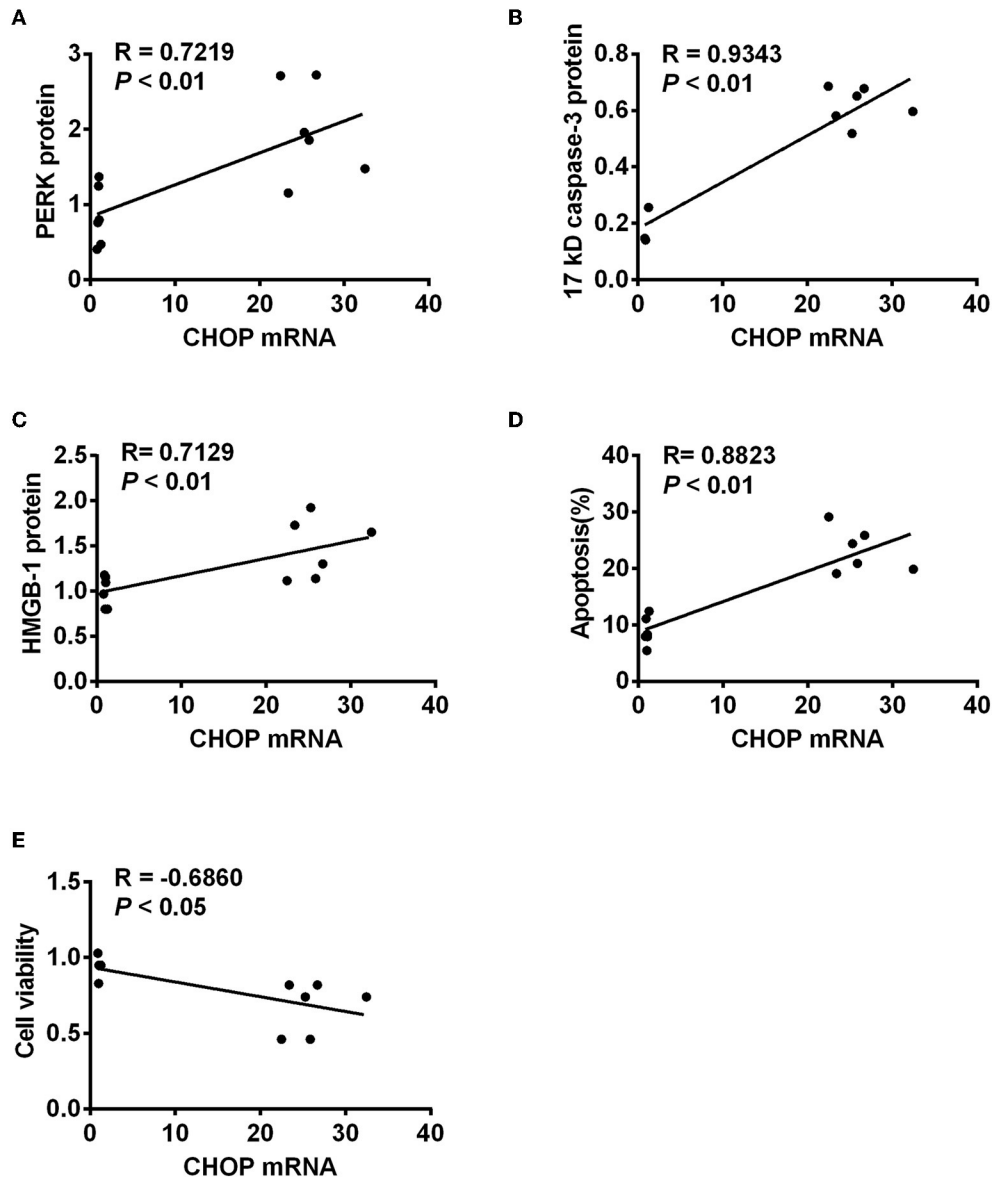 A
R = 0.7219
P < 0.01
PERK protein
3
2
1
0
0 10 20 30 40
CHOP mRNA
B
R = 0.9343
P < 0.01
17 kD caspase-3 protein
0.8
0.6
0.4
0.2
0.0
0 10 20 30 40
CHOP mRNA
C
R= 0.7129
P < 0.01
HMGB-1 protein
2.5
2.0
1.5
1.0
0.5
0.0
0 10 20 30 40
CHOP mRNA
D
R= 0.8823
P < 0.01
Apoptosis(%)
40
30
20
10
0
0 10 20 30 40
CHOP mRNA
E
R = -0.6860
P < 0.05
Cell viability
1.5
1.0
0.5
0.0
0 10 20 30 40
CHOP mRNA